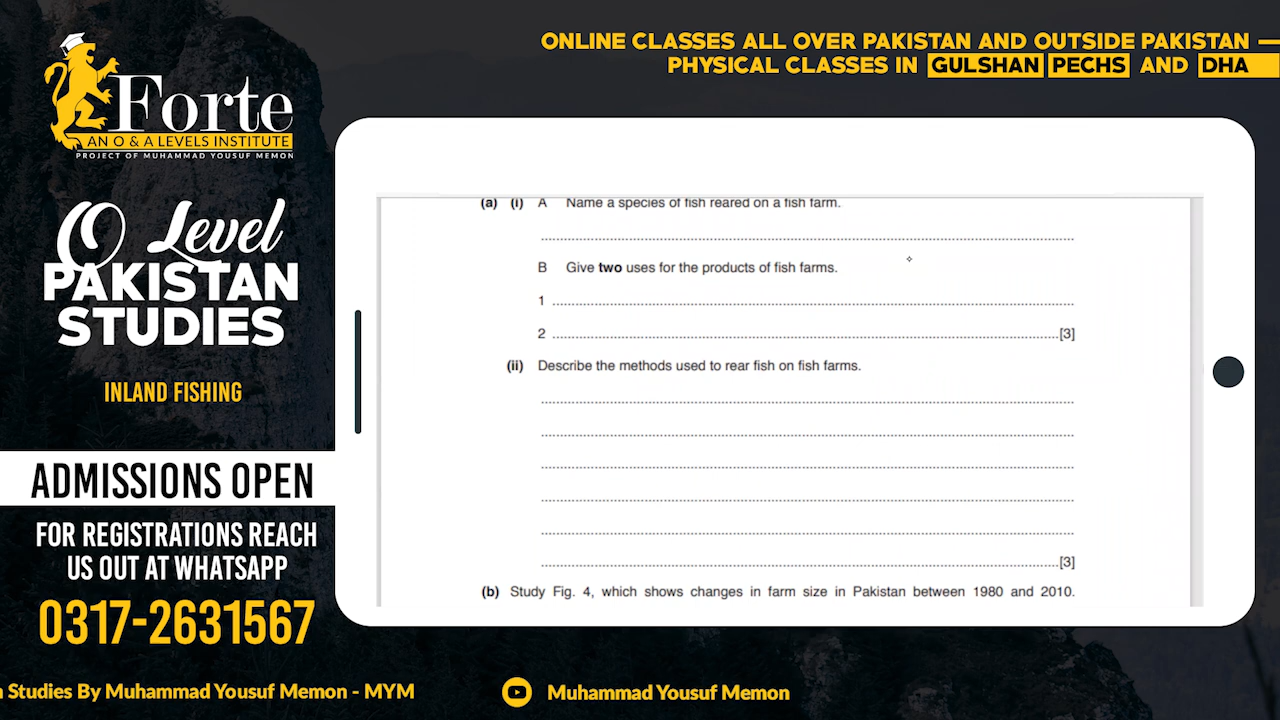 Forte
AN O & A LEVELS INSTITUTE
PROJECT OF MUHAMMAD YOUSUF MEMON
O Level
PAKISTAN
STUDIES
INLAND FISHING
ADMISSIONS OPEN
FOR REGISTRATIONS REACH
US OUT AT WHATSAPP
0317-2631567
ONLINE CLASSES ALL OVER PAKISTAN AND OUTSIDE PAKISTAN —
PHYSICAL CLASSES IN GULSHAN PECHS AND DHA
(a) (i) A Name a species of fish reared on a fish farm.
B Give two uses for the products of fish farms.
1
2 [3]
(ii) Describe the methods used to rear fish on fish farms.
[3]
(b) Study Fig. 4, which shows changes in farm size in Pakistan between 1980 and 2010.
Studies By Muhammad Yousuf Memon - MYM
Muhammad Yousuf Memon